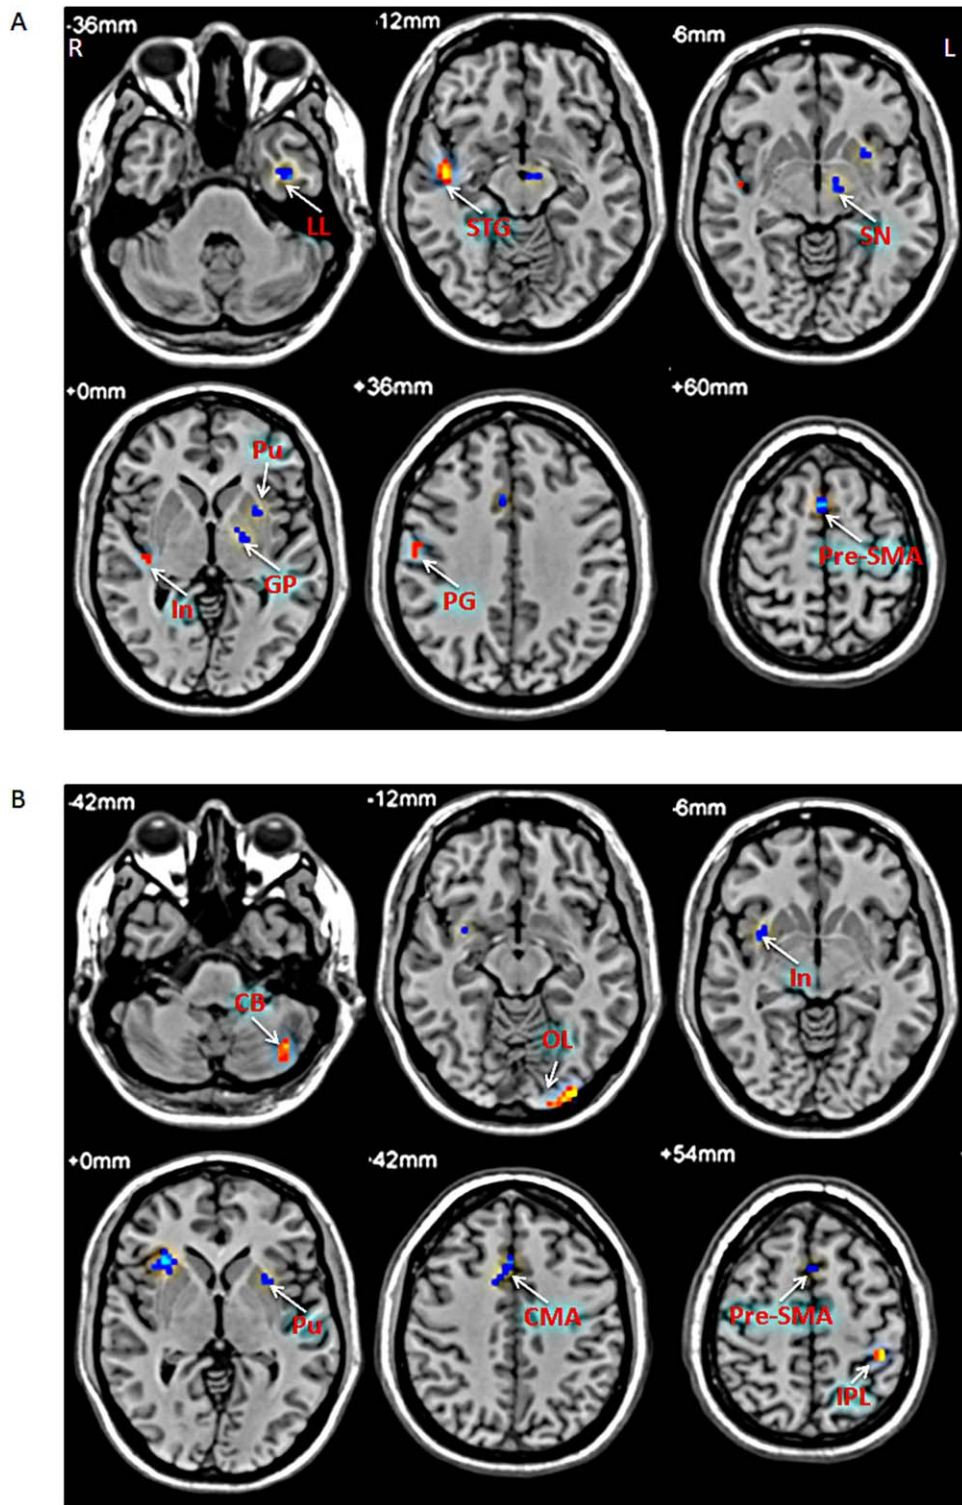 A
-36mm
R
-12mm
-6mm
L
LL
STG
SN
+0mm
+36mm
+60mm
Pu
GP
In
PG
Pre-SMA
B
-42mm
-12mm
-6mm
CB
OL
In
+0mm
-42mm
+54mm
Pu
CMA
Pre-SMA
IPL